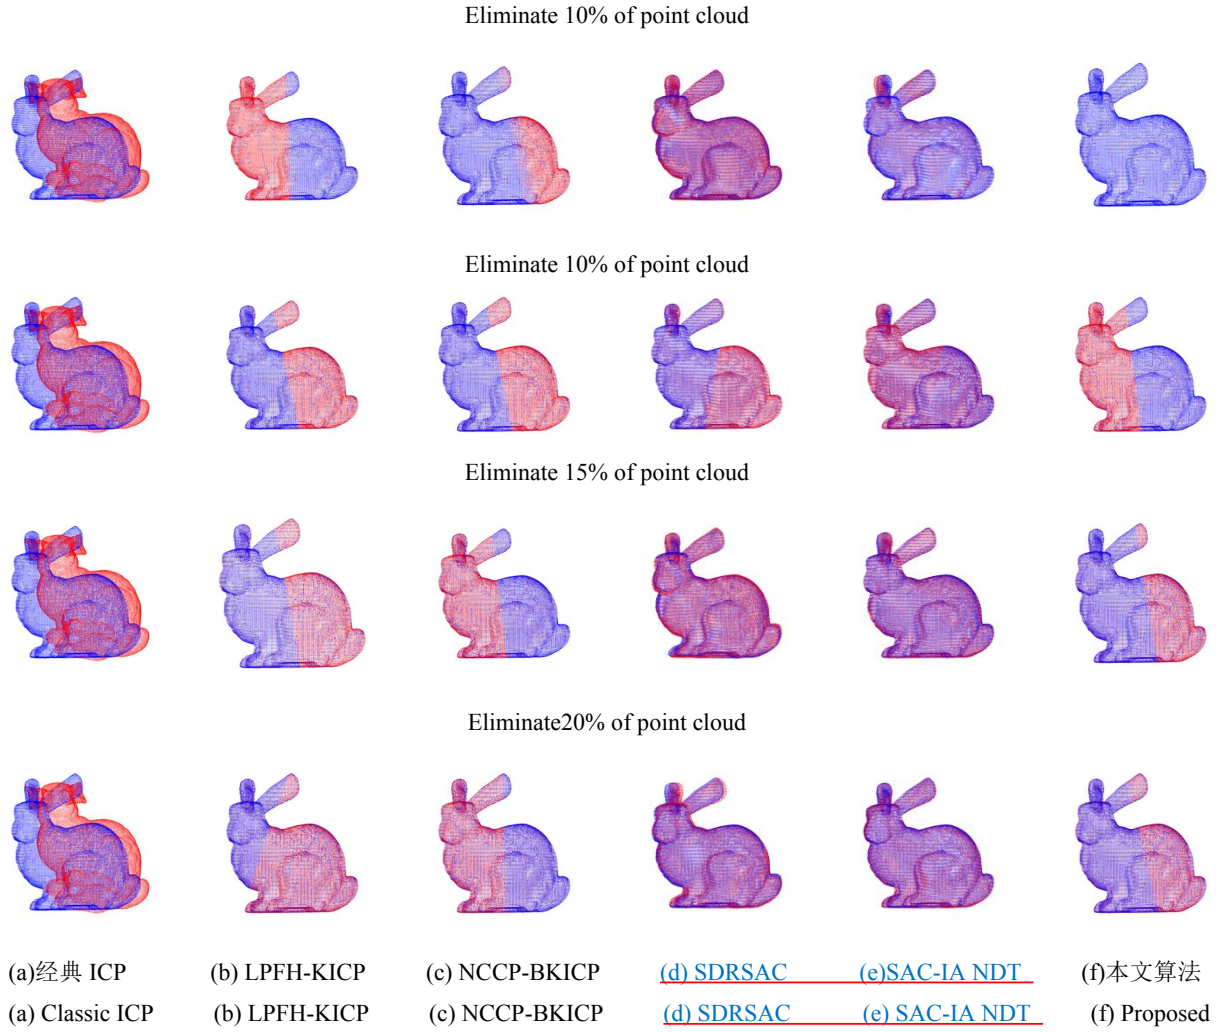 Eliminate 10% of point cloud
Eliminate 10% of point cloud
Eliminate 15% of point cloud
Eliminate20% of point cloud
(a)经典 ICP (b) LPFH-KICP (c) NCCP-BKICP (d) SDRSAC (e)SAC-IA NDT (f)本文算法
(a) Classic ICP (b) LPFH-KICP (c) NCCP-BKICP (d) SDRSAC (e) SAC-IA NDT (f) Proposed